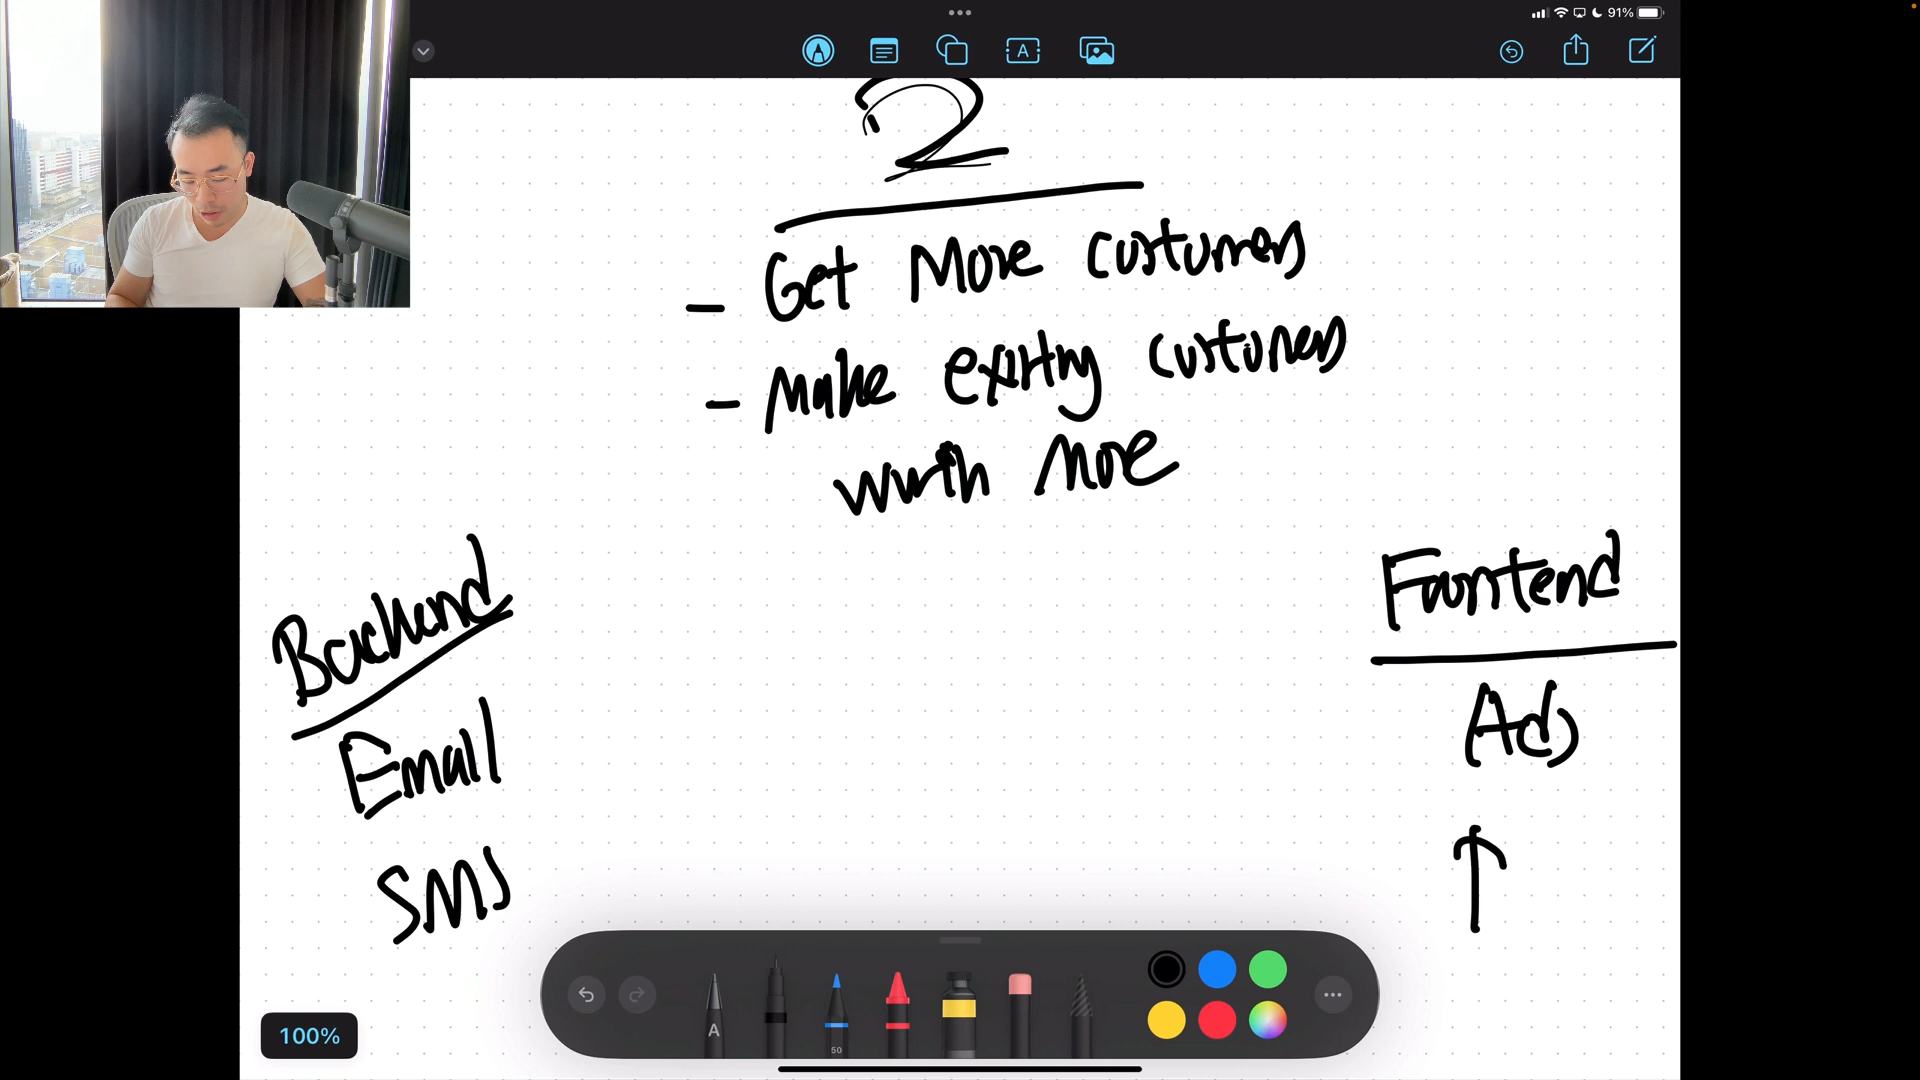 91%
A
2
- Get More customers
- Make existing customers
worth More
Backend
Frontend
Email
Ads
SMS
A
50
100%